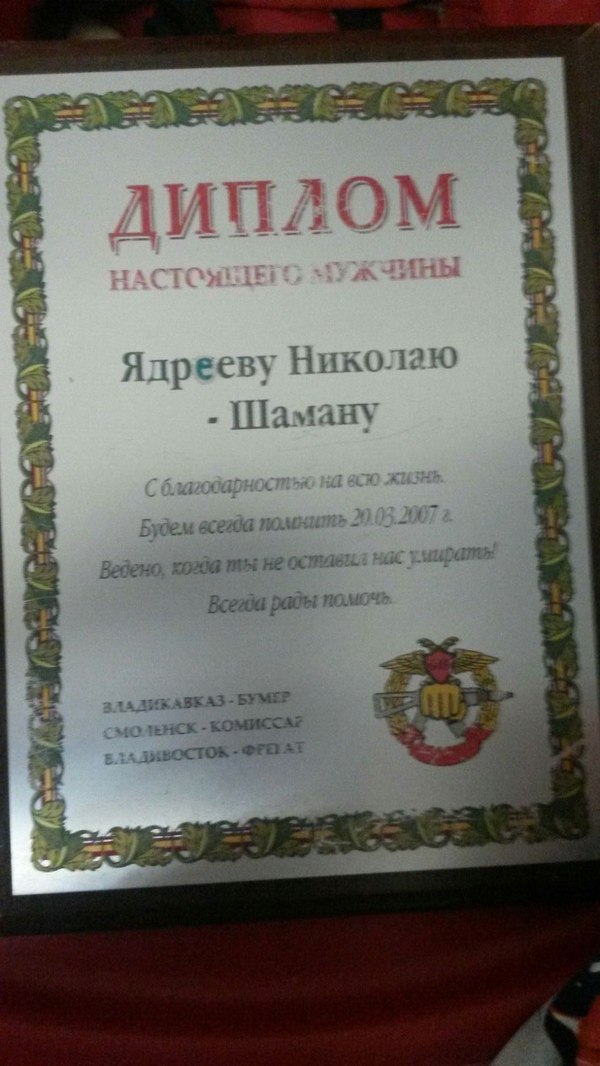 ДИПЛОМ
НАСТОЯЩЕГО МУЖЧИНЫ
Ядрееву Николаю
- Шаману
С благодарностью на всю жизнь.
Будем всегда помнить 20.03.2007 г.
Ведено, когда ты не оставил нас умирать!
Всегда рады помочь.
ВЛАДИКАВКАЗ - БУМЕР
СМОЛЕНСК - КОМИССАР
ВЛАДИВОСТОК - ФРЕГАТ